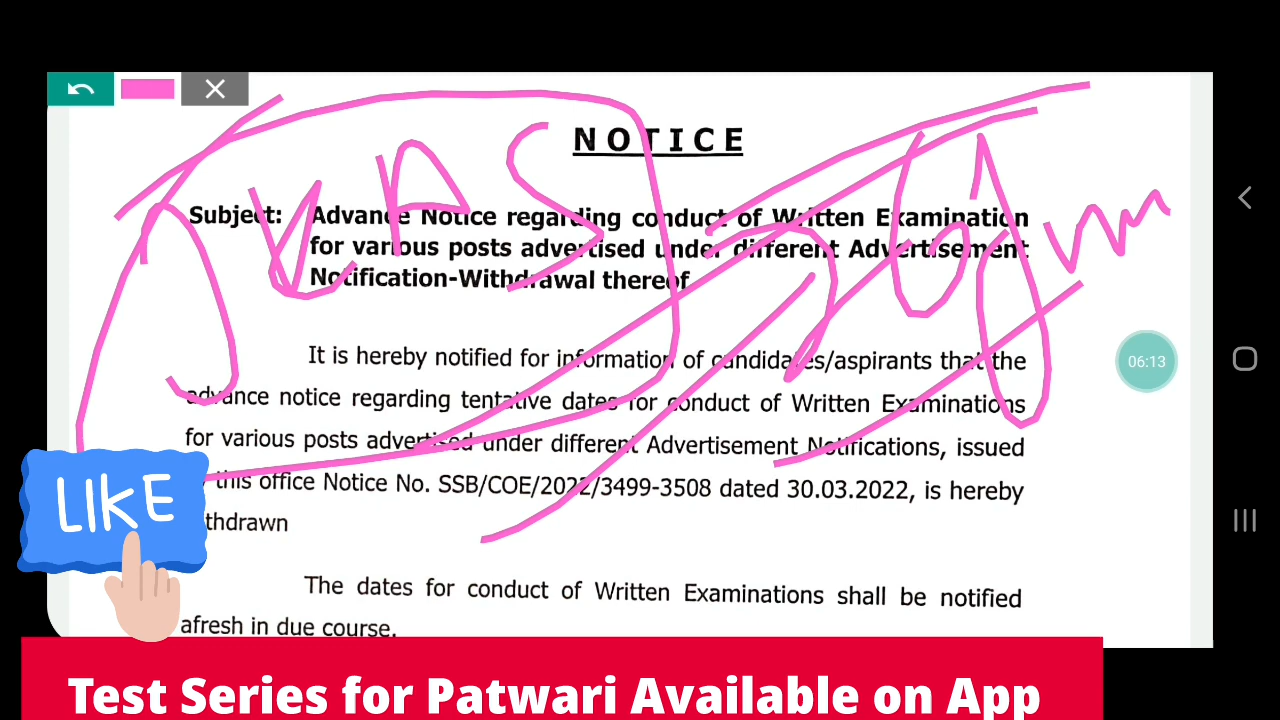 NOTICE
Subject: Advance Notice regarding conduct of Written Examination
for various posts advertised under different Advertisement
Notification-Withdrawal thereof
It is hereby notified for information of candidates/aspirants that the
advance notice regarding tentative dates for conduct of Written Examinations
for various posts advertised under different Advertisement Notifications, issued
this office Notice No. SSB/COE/2022/3499-3508 dated 30.03.2022, is hereby
The dates for conduct of Written Examinations shall be notified
afresh in due course.
JKAS
06:13
LIKE
Test Series for Patwari Available on App